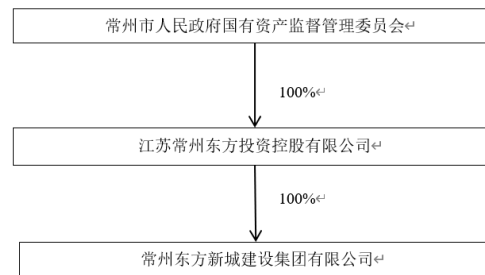 常州市人民政府国有资产监督管理委员会↵
100%↵
江苏常州东方投资控股有限公司↵
100%↵
常州东方新城建设集团有限公司↵